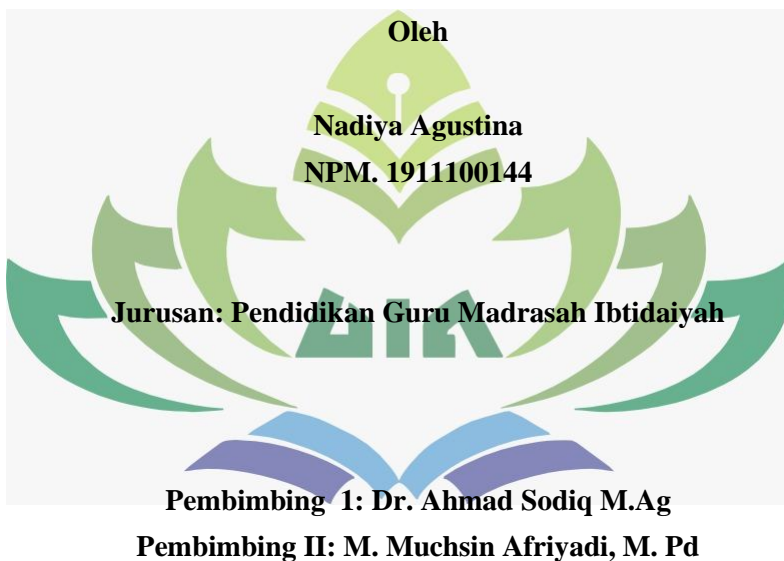 Oleh
Nadiya Agustina
NPM. 1911100144
Jurusan: Pendidikan Guru Madrasah Ibtidaiyah
UIN
Pembimbing 1: Dr. Ahmad Sodiq M.Ag
Pembimbing II: M. Muchsin Afriyadi, M. Pd